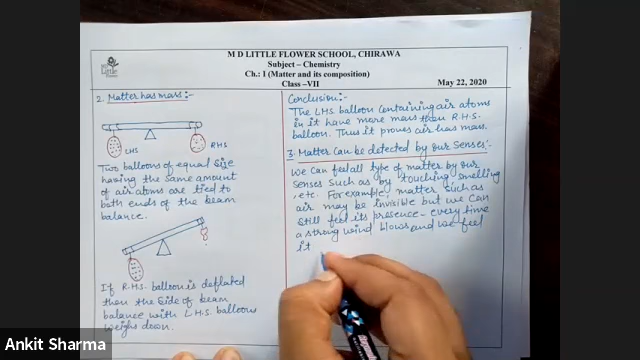 M D LITTLE FLOWER SCHOOL, CHIRAWA
Subject – Chemistry
Ch.: I (Matter and its composition)
Class –VII
May 22, 2020
2. Matter has mass:-
LHS
RHS
Two balloons of equal size
having the same amount
of air atoms are tied to
both ends of the beam
balance.
If R.H.S. balloon is deflated
then the side of beam
balance with L.H.S. balloons
weighs down.
Conclusion:-
The LHS balloon containing air atoms
in it have more mass than R.H.S.
balloon. Thus it proves air has mass.
3. Matter can be detected by our senses:-
We can feel all type of matter by our
senses such as by touching, smelling
, etc. For example, matter such as
air may be invisible but we can
still feel its presence every time
a strong wind blows and we feel
it
Ankit Sharma